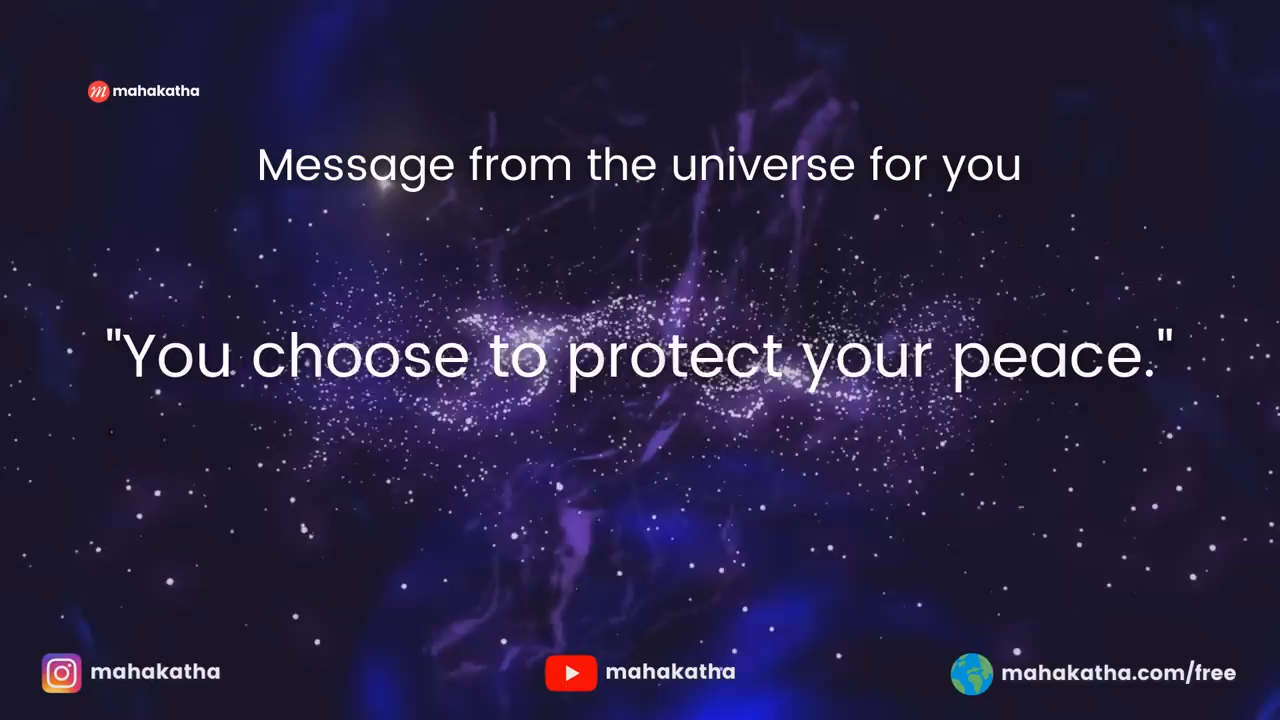 mahakatha
Message from the universe for you
"You choose to protect your peace."
mahakatha
mahakatha
mahakatha.com/free